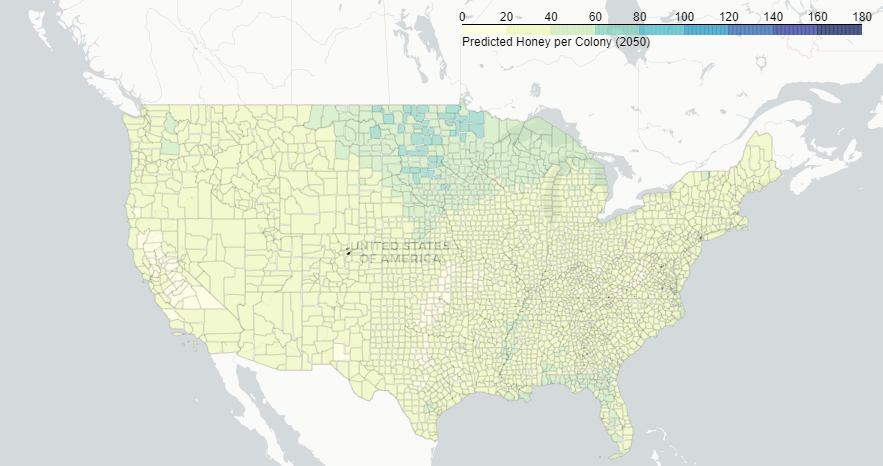 0 20 40 60 80 100 120 140 160 180
Predicted Honey per Colony (2050)
UNITED STATES
OF AMERICA